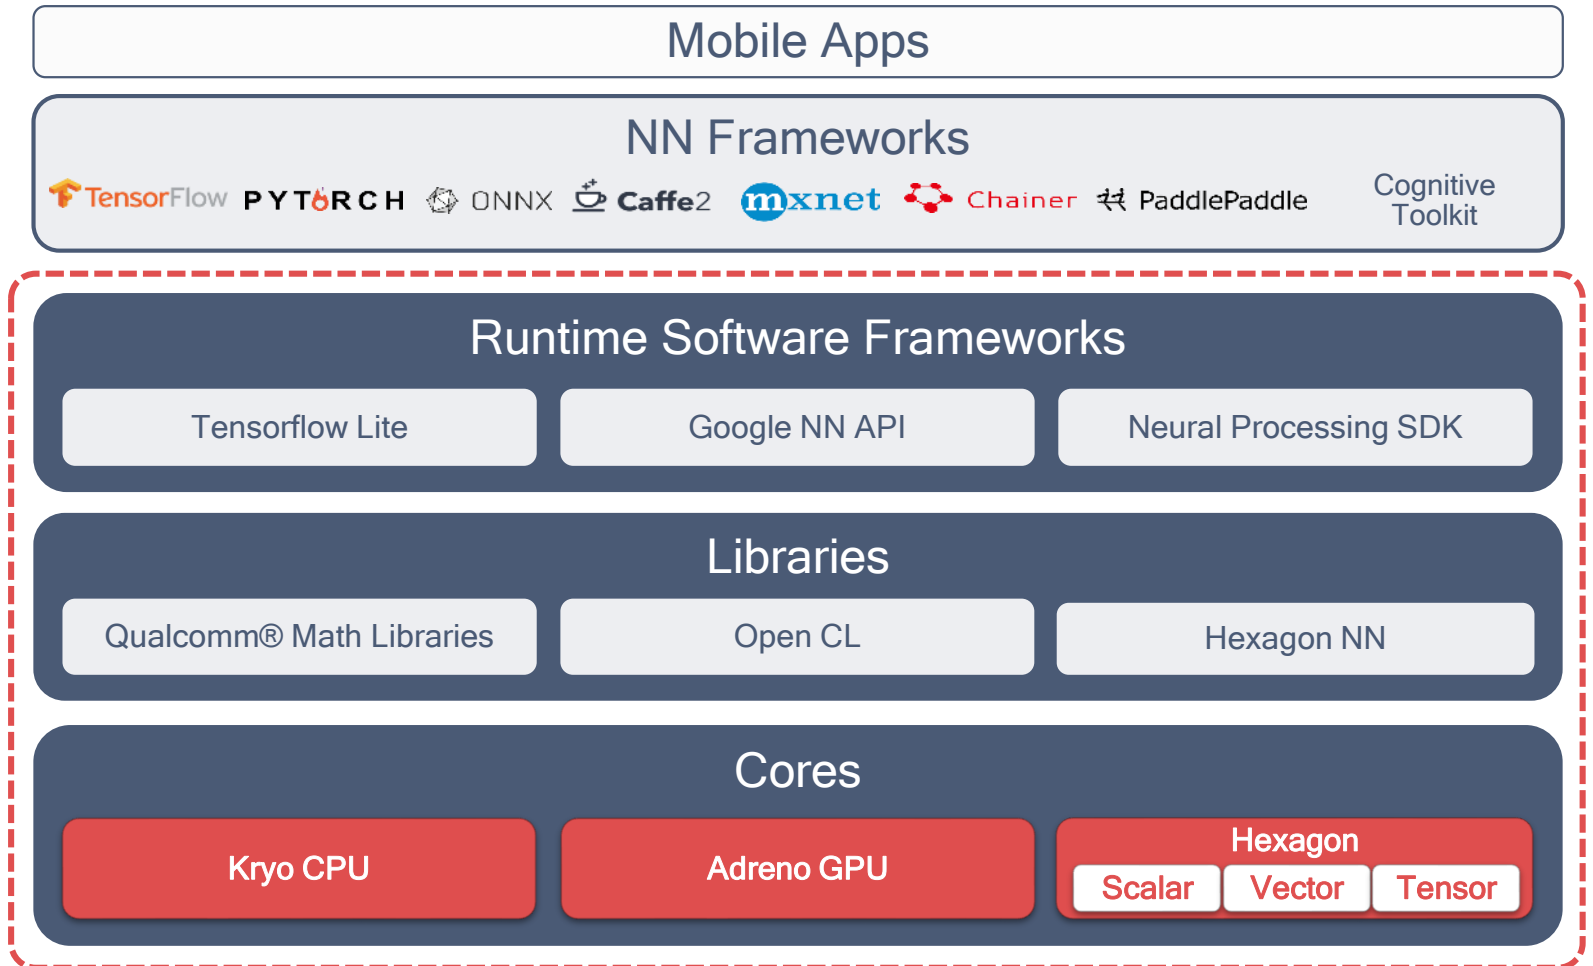 Mobile Apps
NN Frameworks
TensorFlow PYTORCH ONNX Caffe2 mxnet Chainer PaddlePaddle Cognitive
Toolkit
Runtime Software Frameworks
Tensorflow Lite Google NN API Neural Processing SDK
Libraries
Qualcomm® Math Libraries Open CL Hexagon NN
Cores
Kryo CPU Adreno GPU Hexagon
Scalar Vector Tensor